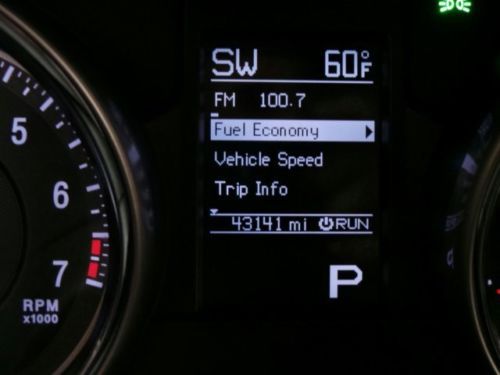 SW 60°F
FM 100.7
Fuel Economy
Vehicle Speed
Trip Info
43141 mi RUN
P
5
6
7
RPM
x1000